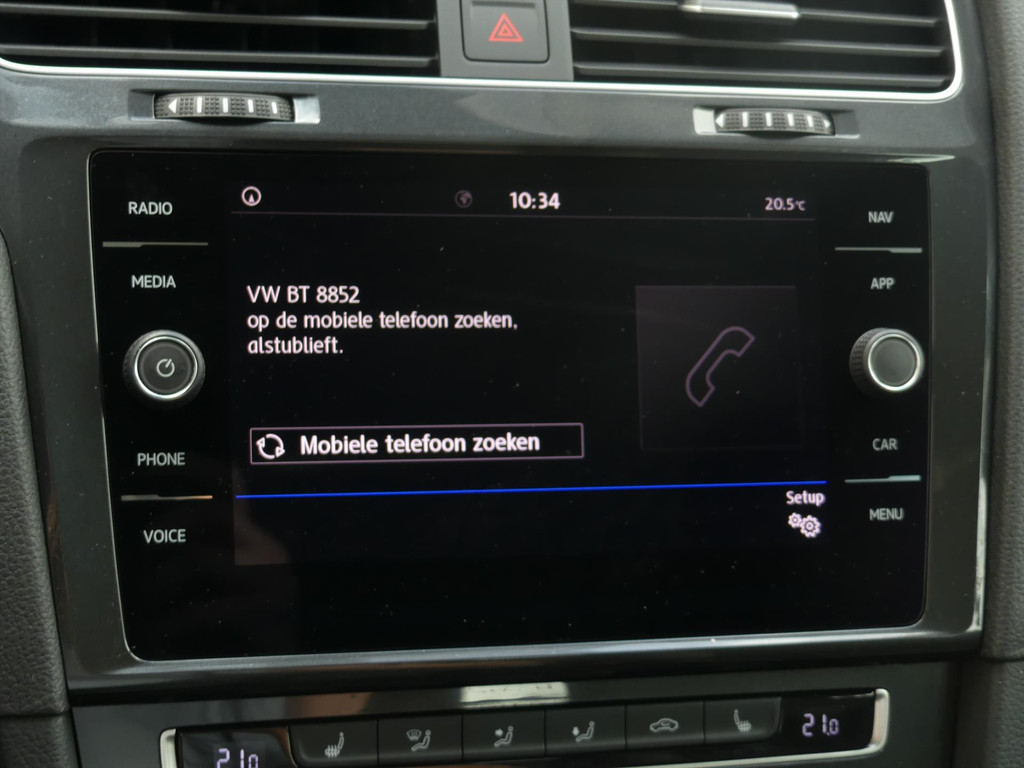 10:34
20.5°C
RADIO
NAV
MEDIA
APP
VW BT 8852
op de mobiele telefoon zoeken,
alstublieft.
Mobiele telefoon zoeken
PHONE
CAR
Setup
VOICE
MENU
21.0
21.0